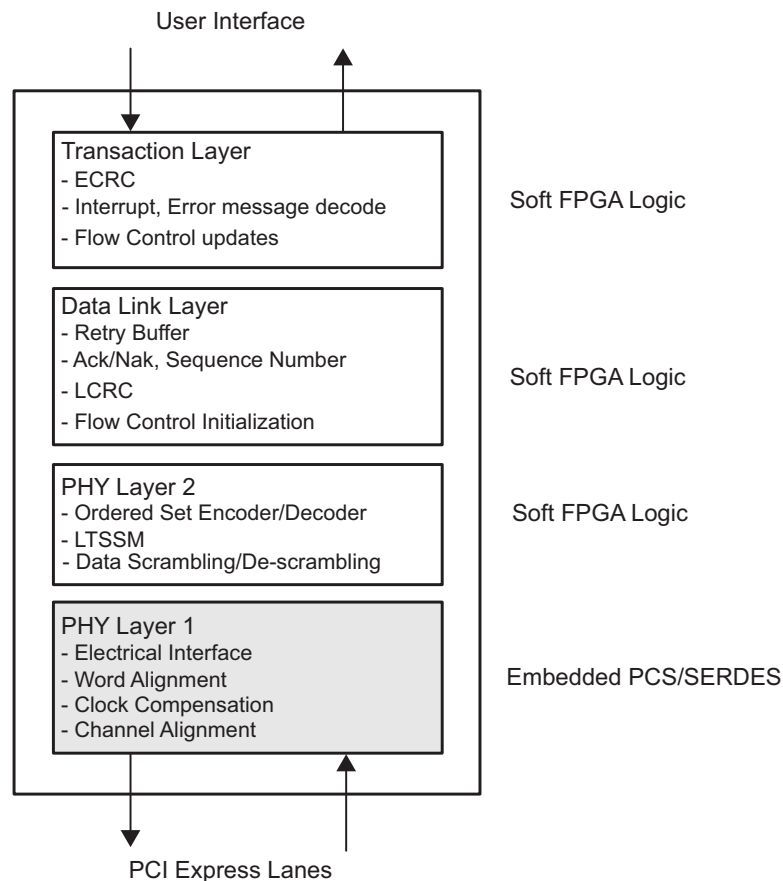 User Interface
Transaction Layer
- ECRC
- Interrupt, Error message decode
- Flow Control updates
Soft FPGA Logic
Data Link Layer
- Retry Buffer
- Ack/Nak, Sequence Number
- LCRC
- Flow Control Initialization
Soft FPGA Logic
PHY Layer 2
- Ordered Set Encoder/Decoder
- LTSSM
- Data Scrambling/De-scrambling
Soft FPGA Logic
PHY Layer 1
- Electrical Interface
- Word Alignment
- Clock Compensation
- Channel Alignment
Embedded PCS/SERDES
PCI Express Lanes